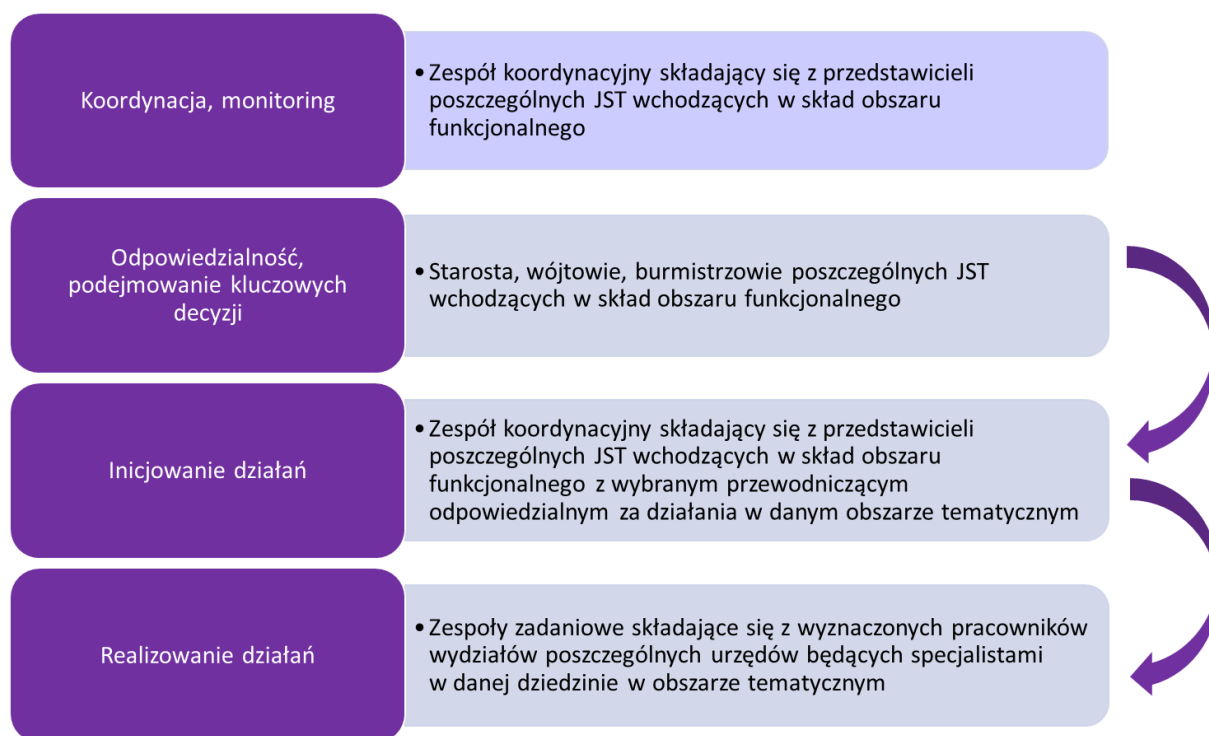 Koordynacja, monitoring
• Zespół koordynacyjny składający się z przedstawicieli
poszczególnych JST wchodzących w skład obszaru
funkcjonalnego
Odpowiedzialność,
podejmowanie kluczowych
decyzji
• Starosta, wójtowie, burmistrzowie poszczególnych JST
wchodzących w skład obszaru funkcjonalnego
Inicjowanie działań
• Zespół koordynacyjny składający się z przedstawicieli
poszczególnych JST wchodzących w skład obszaru
funkcjonalnego z wybranym przewodniczącym
odpowiedzialnym za działania w danym obszarze tematycznym
Realizowanie działań
• Zespoły zadaniowe składające się z wyznaczonych pracowników
wydziałów poszczególnych urzędów będących specjalistami
w danej dziedzinie w obszarze tematycznym